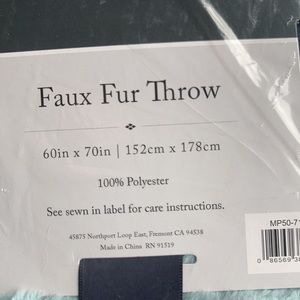 Faux Fur Throw
60in x 70in | 152cm x 178cm
100% Polyester
See sewn in label for care instructions.
45875 Northport Loop East, Fremont CA 94538
Made in China RN 91519